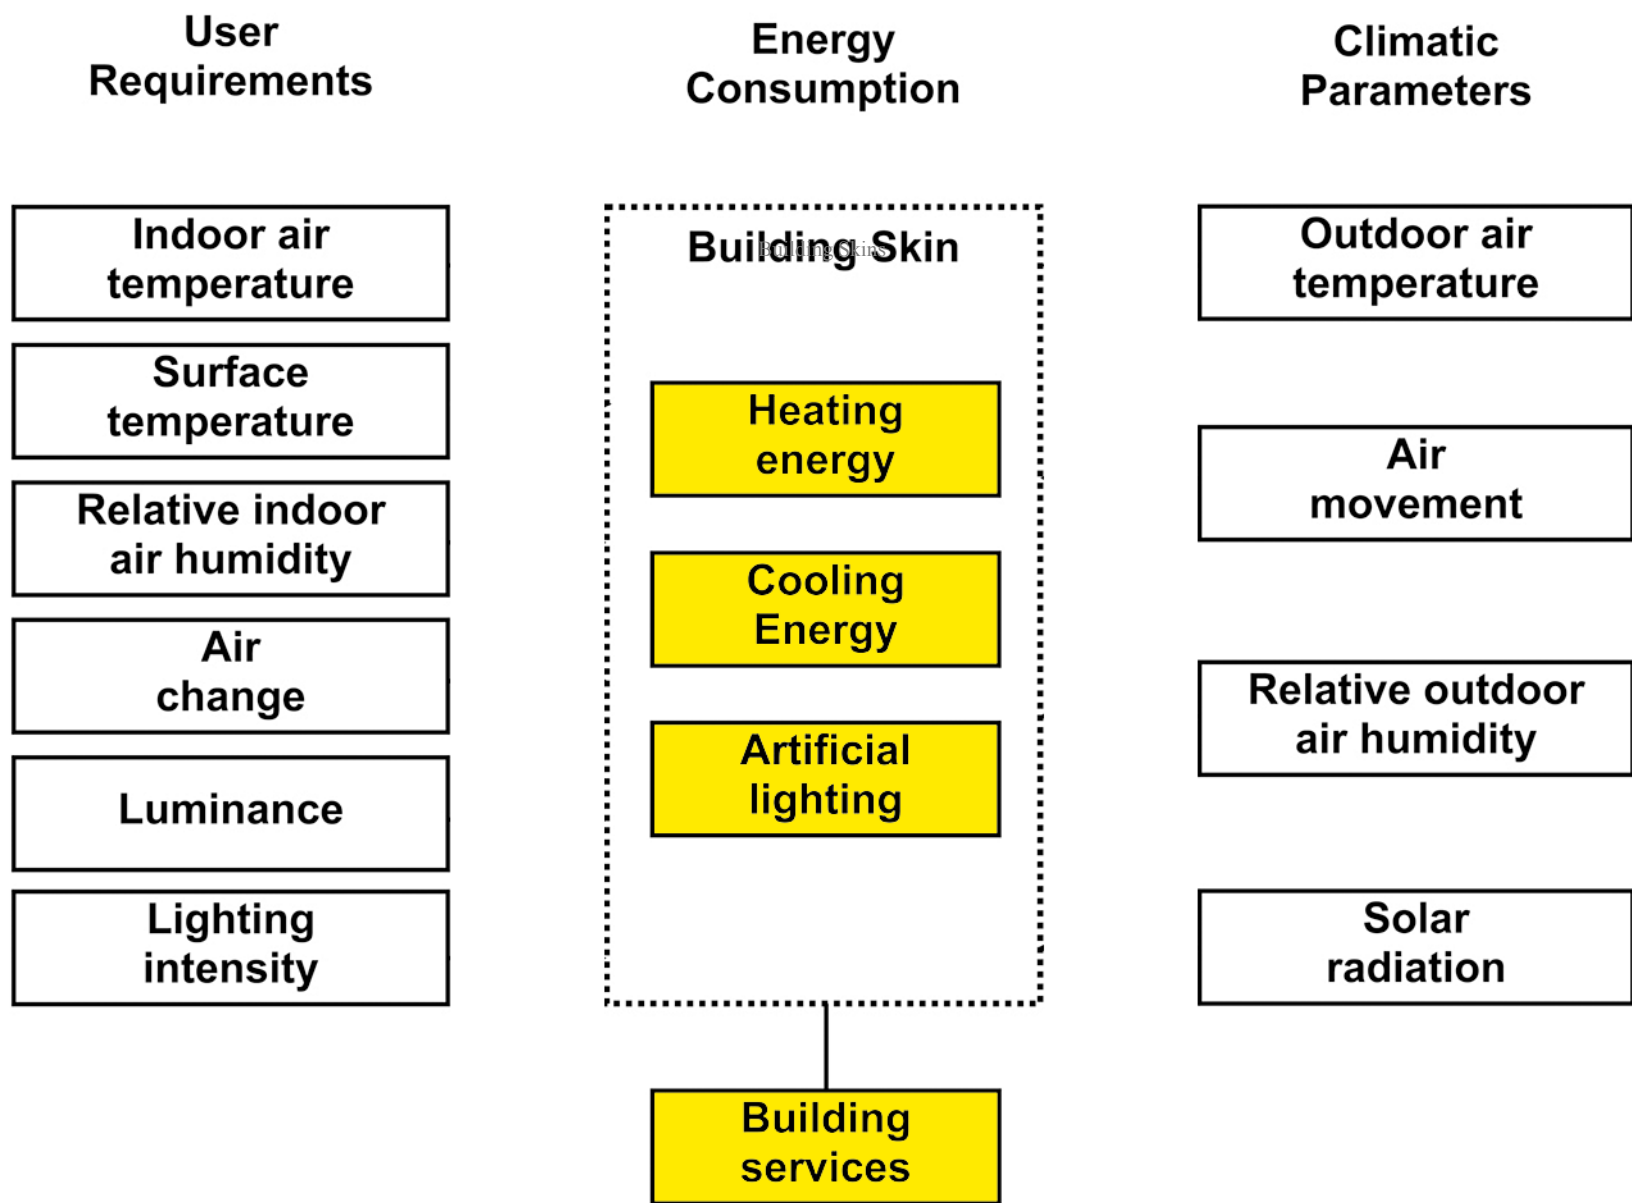 User
Requirements
Energy
Consumption
Climatic
Parameters
Indoor air
temperature
Surface
temperature
Relative indoor
air humidity
Air
change
Luminance
Lighting
intensity
Building Skin
Building Skins
Heating
energy
Cooling
Energy
Artificial
lighting
Building
services
Outdoor air
temperature
Air
movement
Relative outdoor
air humidity
Solar
radiation